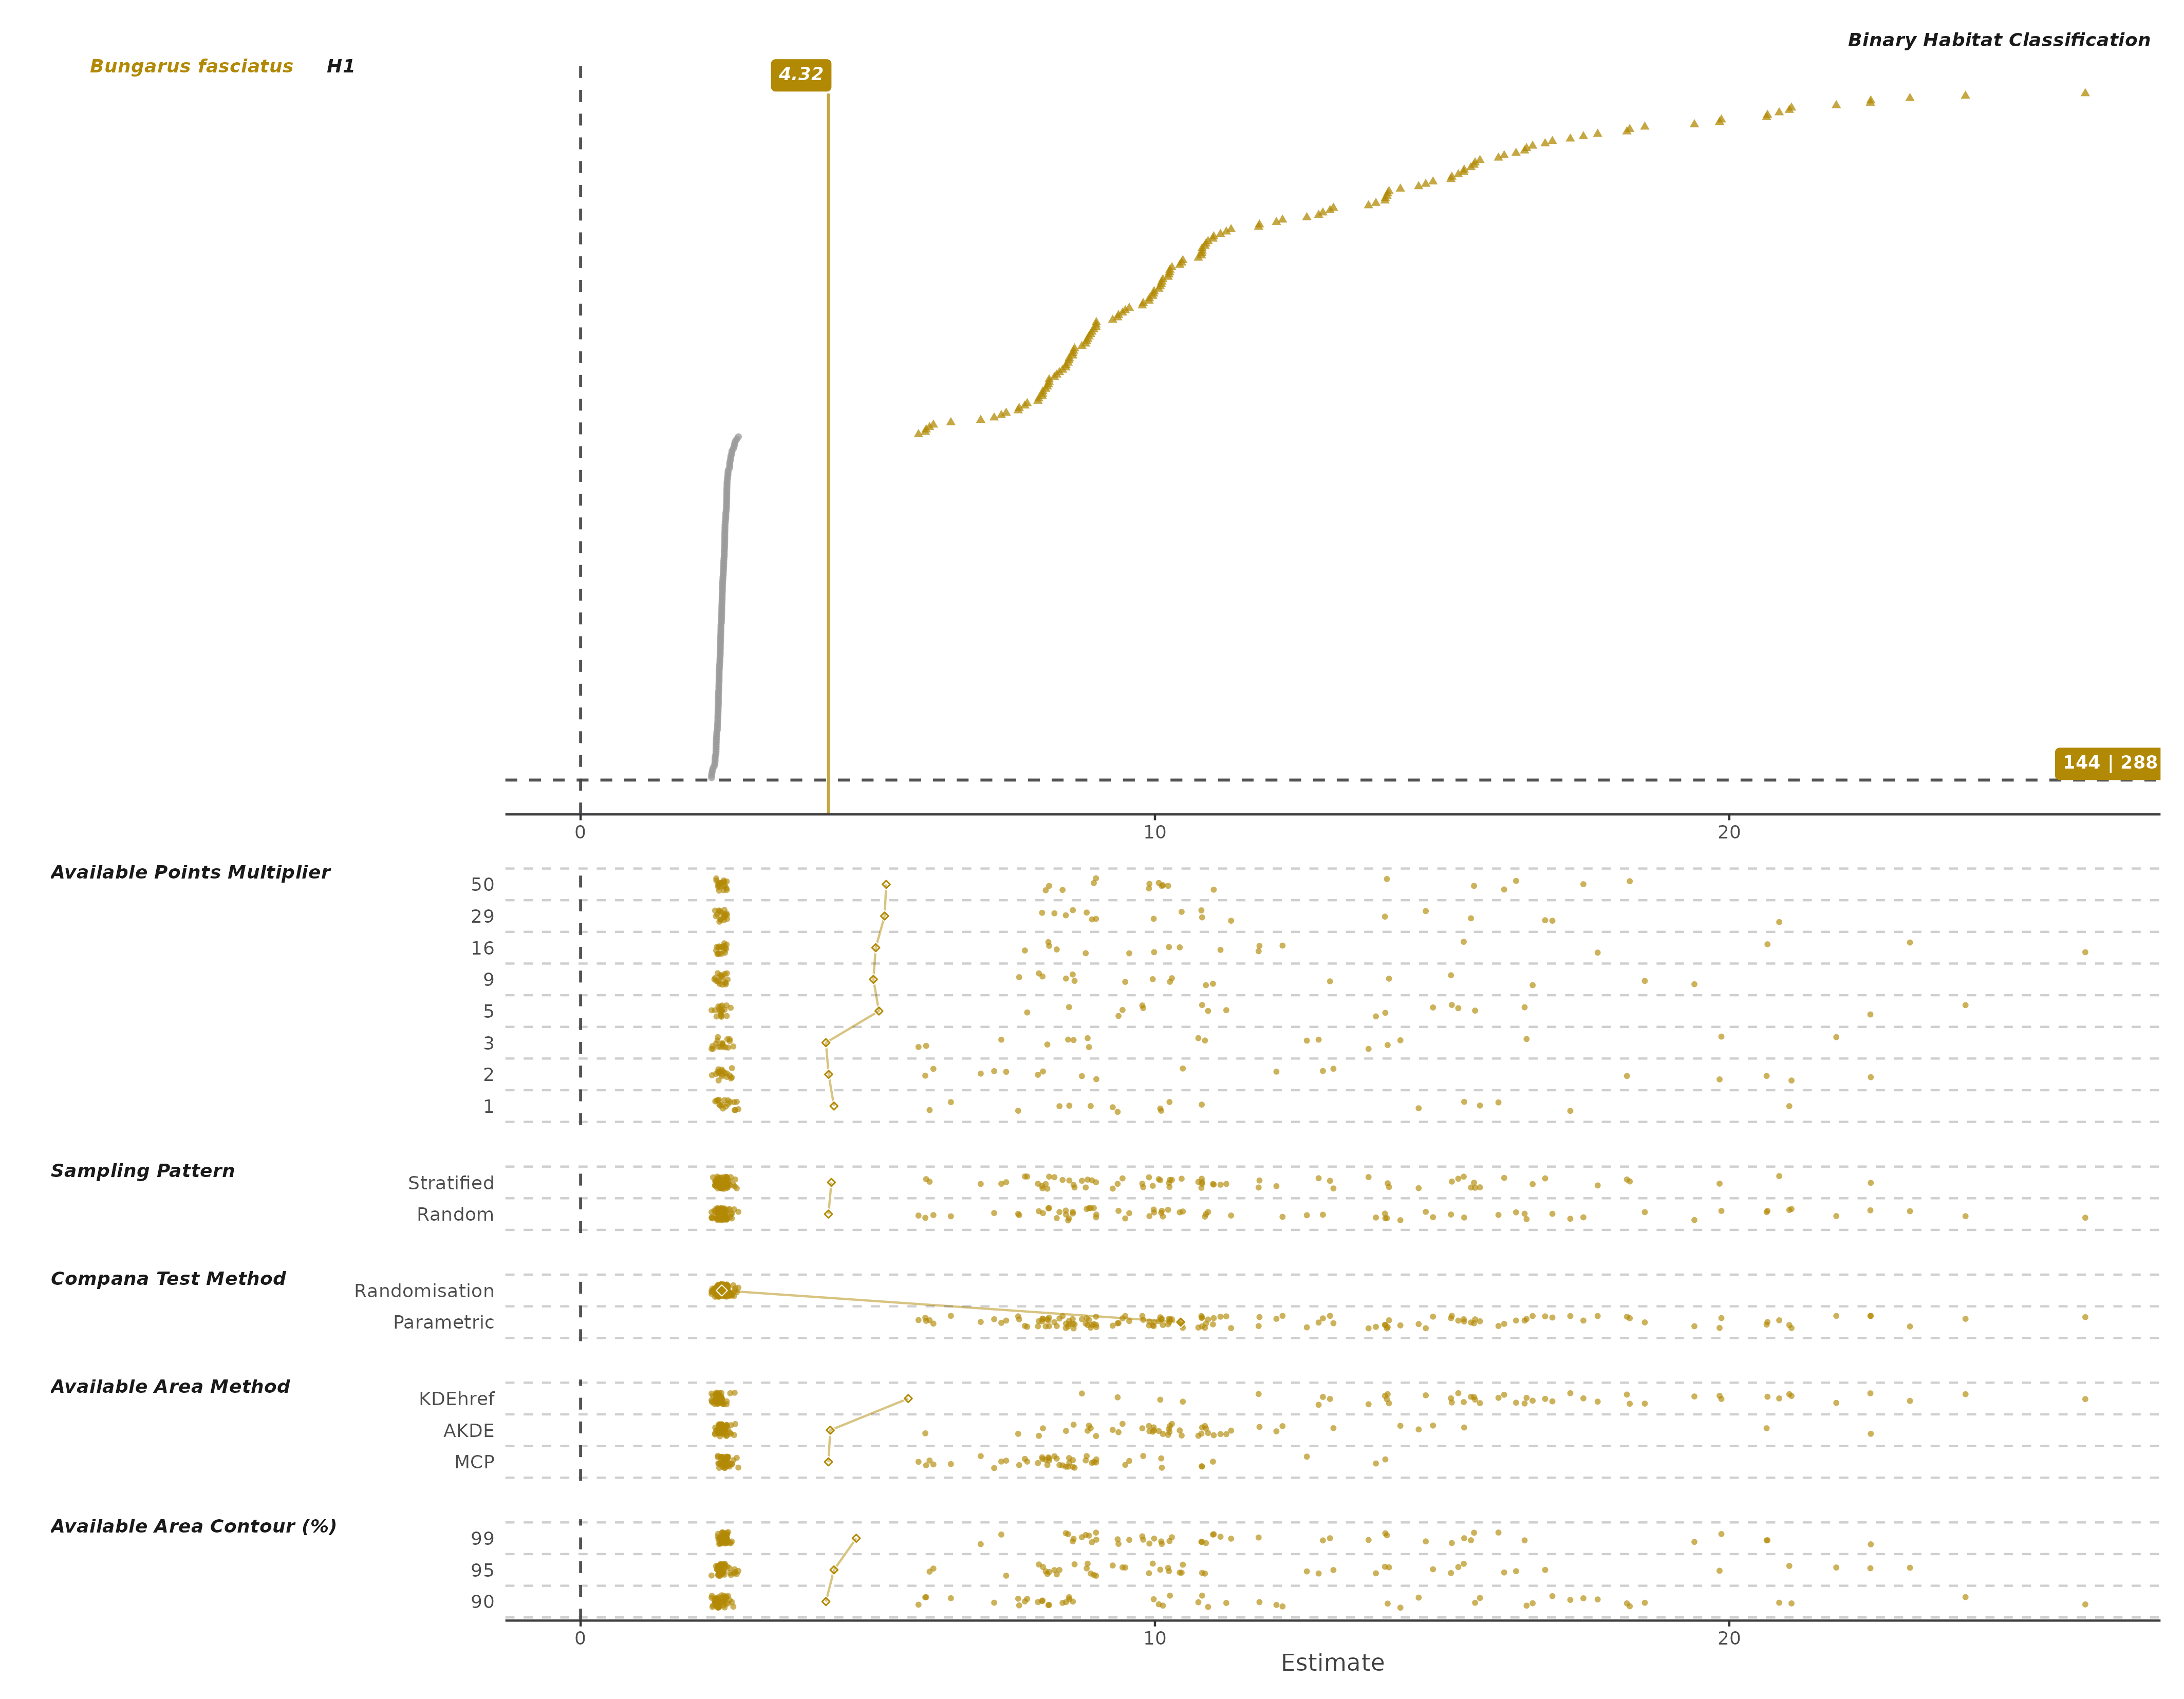 Binary Habitat Classification
Bungarus fasciatus H1
4.32
144 | 288
0 10 20
Available Points Multiplier
50
29
16
9
5
3
2
1
Sampling Pattern
Stratified
Random
Compana Test Method
Randomisation
Parametric
Available Area Method
KDEhref
AKDE
MCP
Available Area Contour (%)
99
95
90
0 10 20
Estimate